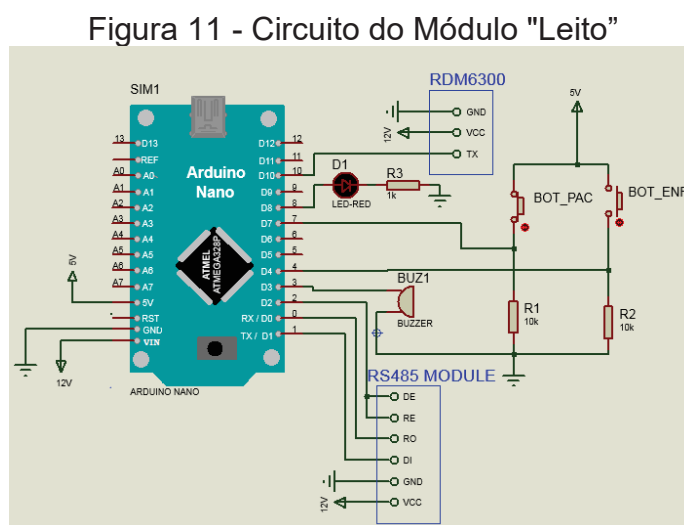 Figura 11 - Circuito do Módulo "Leito”
SIM1
RDM6300
GND
VCC
TX
12V
5V
13 D13
REF
A0 A0
A1 A1
A2 A2
A3 A3
A4 A4
A5 A5
A6 A6
A7 A7
5V
RST
GND
VIN
5V
12V
Arduino
Nano
ATMEL
ATMEGA328P
D12 12
D11 11
D10 10
D9 9
D8 8
D7 7
D6 6
D5 5
D4 4
D3 3
D2 2
RX / D0 0
TX / D1 1
ARDUINO NANO
D1
LED-RED
R3
1k
BOT_PAC
BOT_ENF
BUZ1
BUZZER
R1
10k
R2
10k
RS485 MODULE
DE
RE
RO
DI
GND
VCC
12V